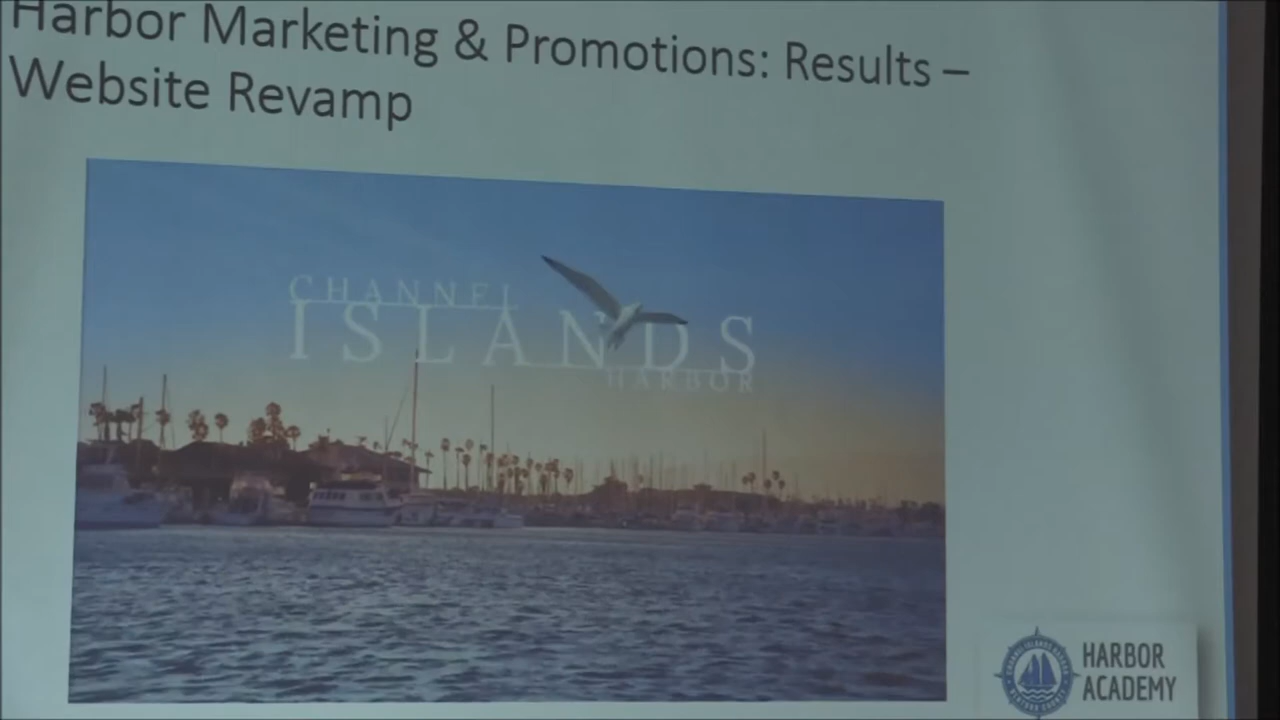 Harbor Marketing & Promotions: Results –
Website Revamp
CHANNEL
ISLANDS
HARBOR
HARBOR
ACADEMY